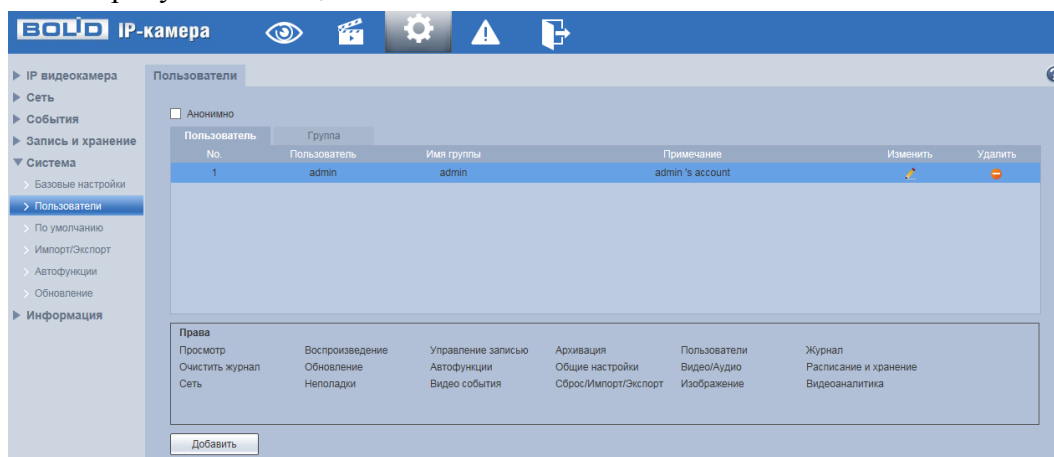 BOLID IP-камера
IP видеокамера
Сеть
События
Запись и хранение
Система
Базовые настройки
Пользователи
По умолчанию
Импорт/Экспорт
Автофункции
Обновление
Информация
Пользователи
Анонимно
Пользователь Группа
No. Пользователь Имя группы Примечание Изменить Удалить
1 admin admin admin 's account
Права
Просмотр Воспроизведение Управление записью Архивация Пользователи Журнал
Очистить журнал Обновление Автофункции Общие настройки Видео/Аудио Расписание и хранение
Сеть Неполадки Видео события Сброс/Импорт/Экспорт Изображение Видеоаналитика
Добавить